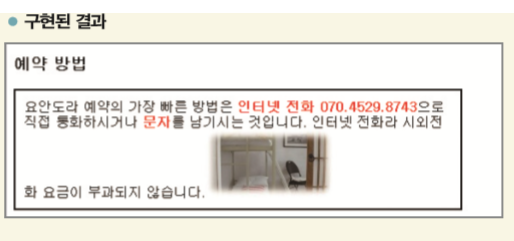 구현된 결과
예약 방법
요안도라 예약의 가장 빠른 방법은 인터넷 전화 070.4529.8743으로
직접 통화하시거나 문자를 남기시는 것입니다. 인터넷 전화라 시외전
화 요금이 부과되지 않습니다.